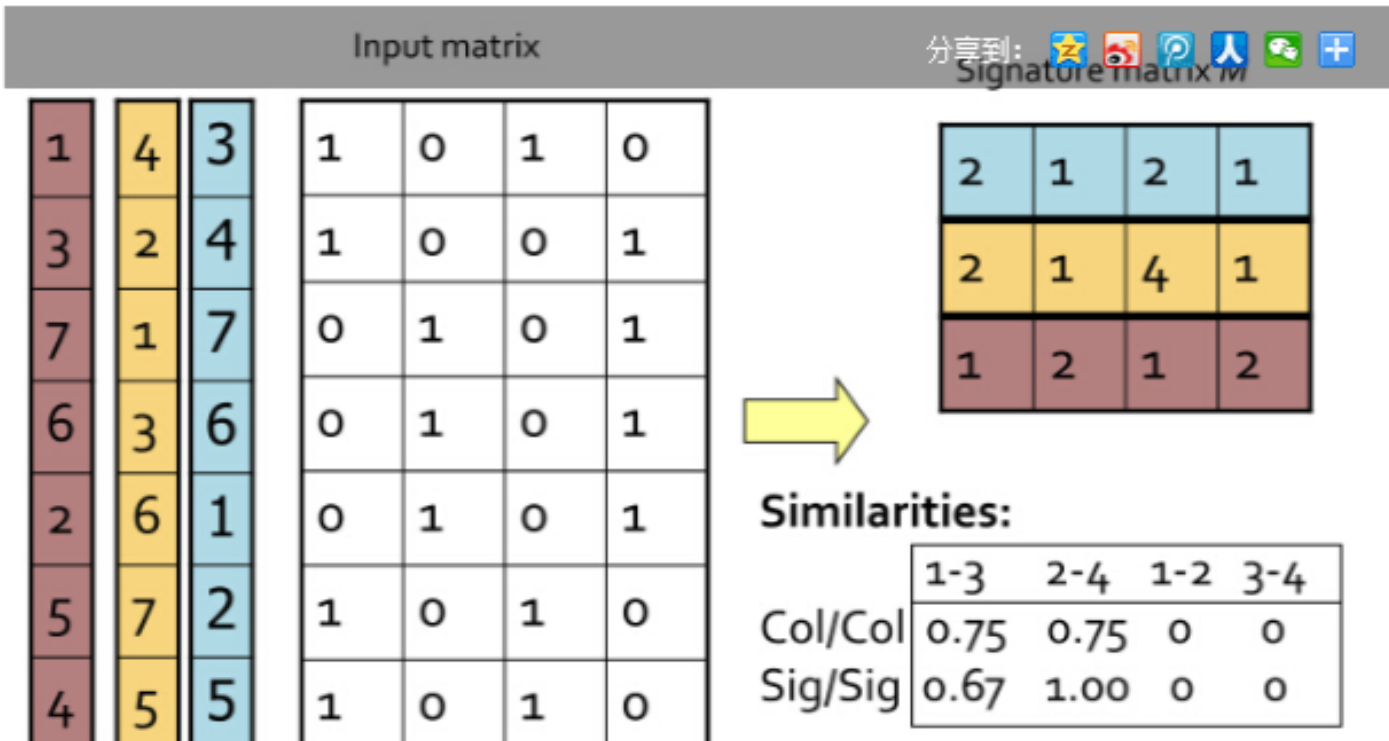 Input matrix
分享到：
Signature matrix M
1 4 3 1 0 1 0
3 2 4 1 0 0 1
7 1 7 0 1 0 1
6 3 6 0 1 0 1
2 6 1 0 1 0 1
5 7 2 1 0 1 0
4 5 5 1 0 1 0
2 1 2 1
2 1 4 1
1 2 1 2
Similarities:
1-3 2-4 1-2 3-4
Col/Col 0.75 0.75 0 0
Sig/Sig 0.67 1.00 0 0